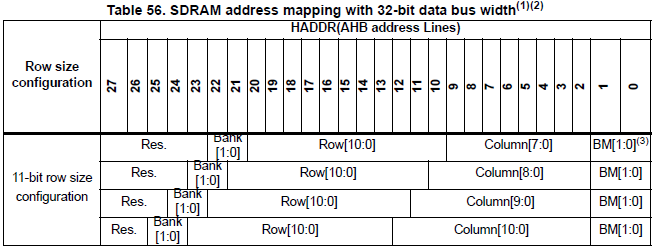 Table 56. SDRAM address mapping with 32-bit data bus width(1)(2)
Row size configuration
HADDR(AHB address Lines)
27 26 25 24 23 22 21 20 19 18 17 16 15 14 13 12 11 10 9 8 7 6 5 4 3 2 1 0
11-bit row size configuration
Res. Bank [1:0] Row[10:0] Column[7:0] BM[1:0](3)
Res. Bank [1:0] Row[10:0] Column[8:0] BM[1:0]
Res. Bank [1:0] Row[10:0] Column[9:0] BM[1:0]
Res. Bank [1:0] Row[10:0] Column[10:0] BM[1:0]